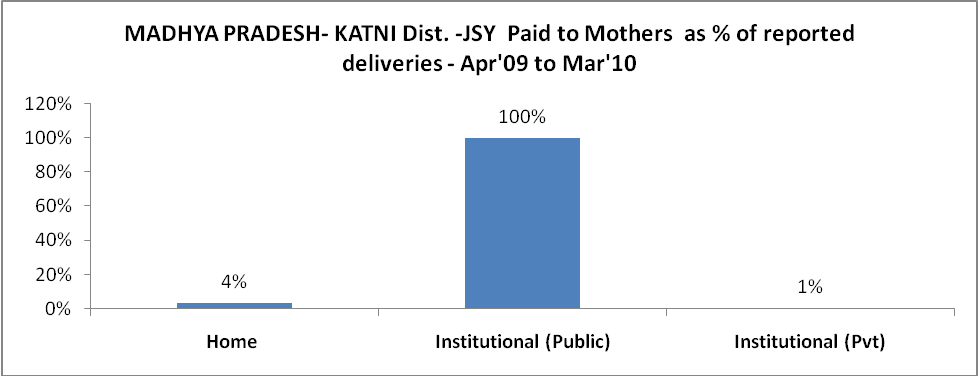 MADHYA PRADESH- KATNI Dist. -JSY Paid to Mothers as % of reported
deliveries - Apr'09 to Mar'10
120%
100%
80%
60%
40%
20%
0%
4%
100%
1%
Home
Institutional (Public)
Institutional (Pvt)